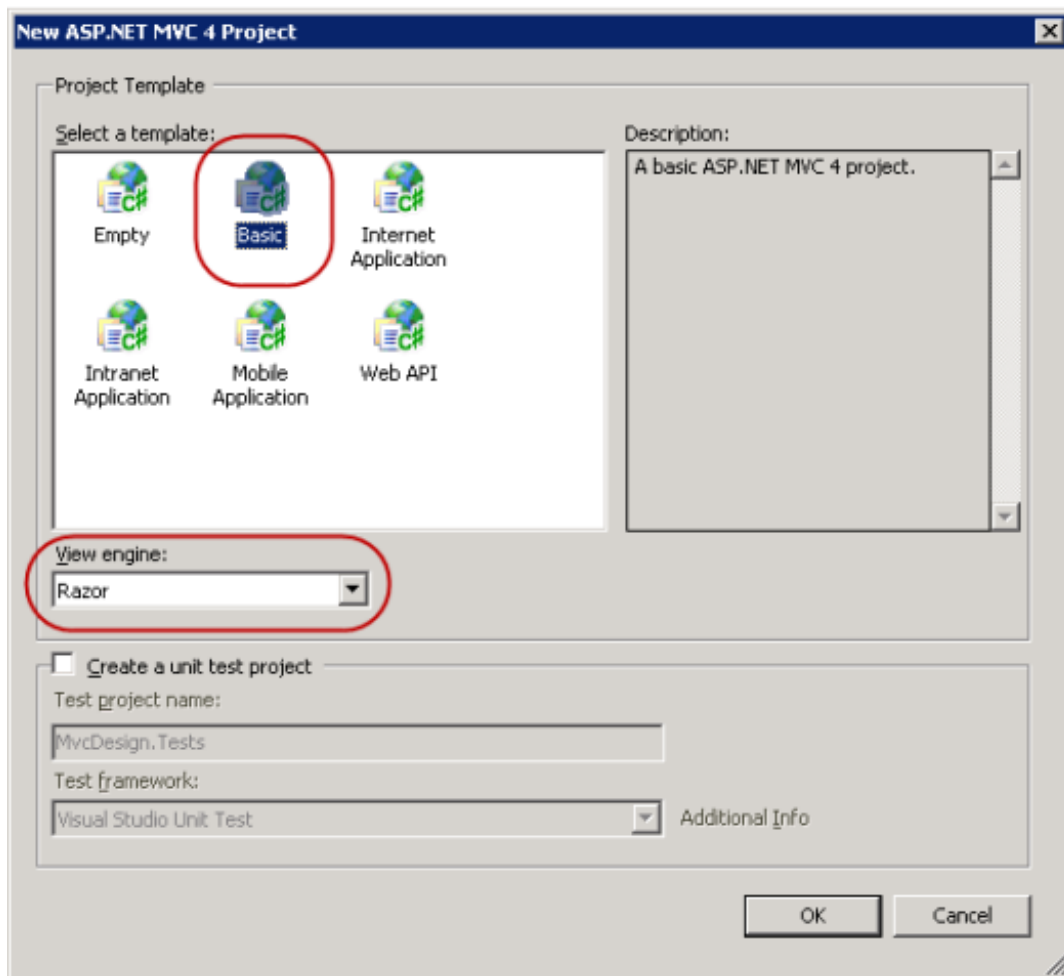 New ASP.NET MVC 4 Project
Project Template
Select a template:
Description:
Empty
Basic
Internet
Application
Intranet
Application
Mobile
Application
Web API
A basic ASP.NET MVC 4 project.
View engine:
Razor
Create a unit test project
Test project name:
MvcDesign.Tests
Test framework:
Visual Studio Unit Test
Additional Info
OK
Cancel